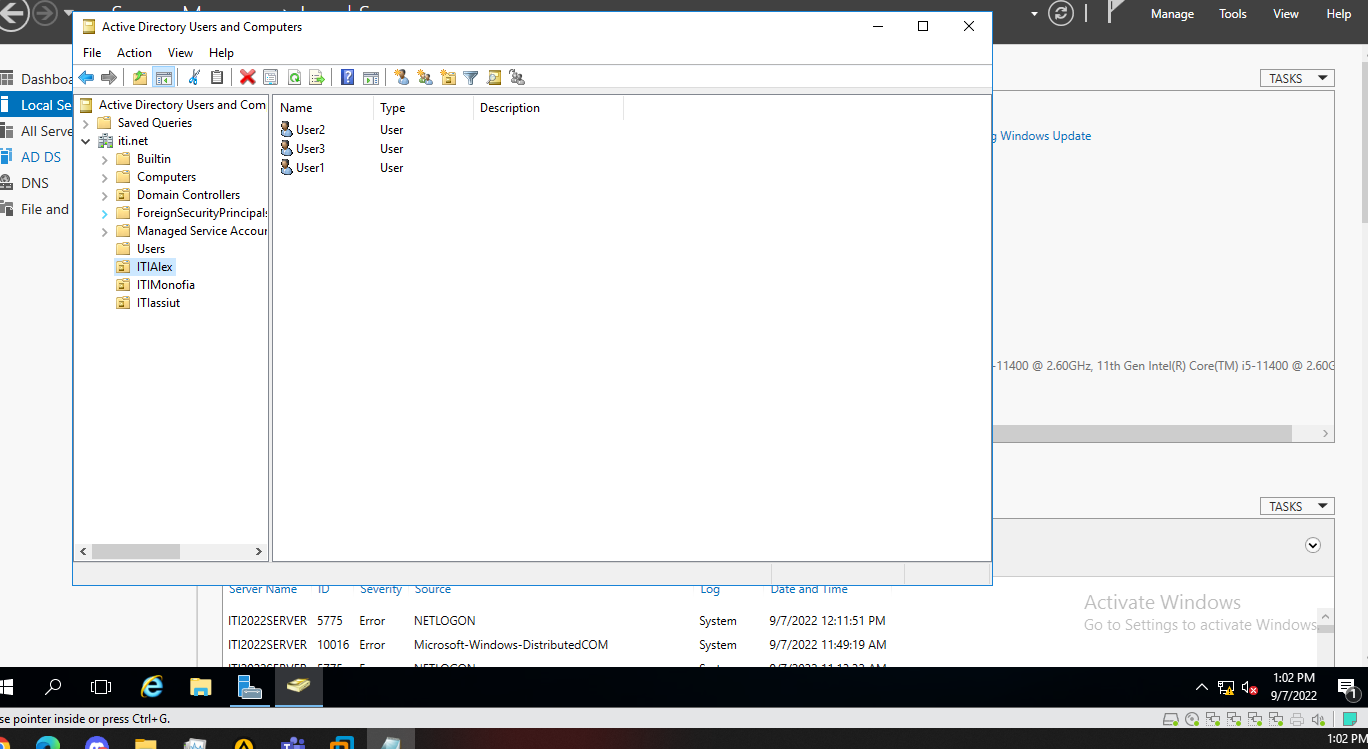 Active Directory Users and Computers
Manage Tools View Help
File Action View Help
Dashboa
Local Se
All Serve
AD DS
DNS
File and
Active Directory Users and Com
Saved Queries
iti.net
Builtin
Computers
Domain Controllers
ForeignSecurityPrincipals
Managed Service Accour
Users
ITIAlex
ITIMonofia
ITIassiut
Name Type Description
User2 User
User3 User
User1 User
TASKS
g Windows Update
-11400 @ 2.60GHz, 11th Gen Intel(R) Core(TM) i5-11400 @ 2.60G
TASKS
Server Name ID Severity Source Log Date and Time
ITI2022SERVER 5775 Error NETLOGON System 9/7/2022 12:11:51 PM
ITI2022SERVER 10016 Error Microsoft-Windows-DistributedCOM System 9/7/2022 11:49:19 AM
Activate Windows
Go to Settings to activate Windows
1:02 PM
9/7/2022
1
se pointer inside or press Ctrl+G.
1:02 PM